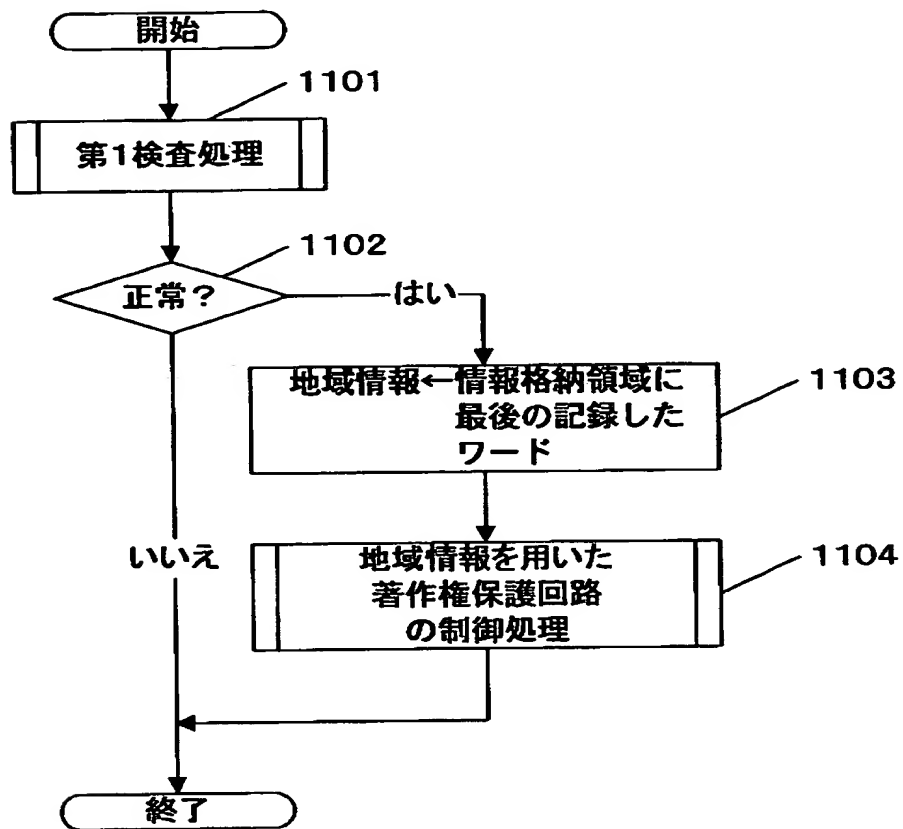 開始
1101
第1検査処理
1102
正常？
はい
地域情報←情報格納領域に
最後の記録した
ワード
1103
いいえ
地域情報を用いた
著作権保護回路
の制御処理
1104
終了